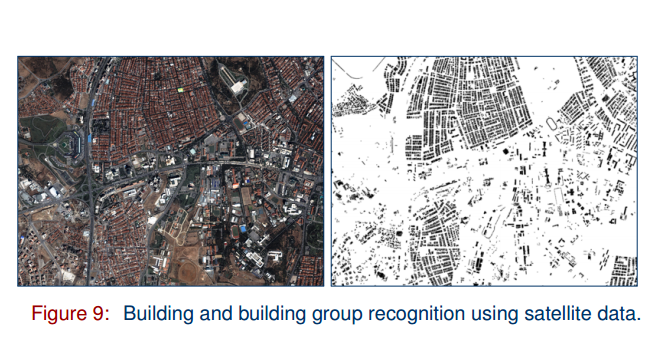 Figure 9: Building and building group recognition using satellite data.